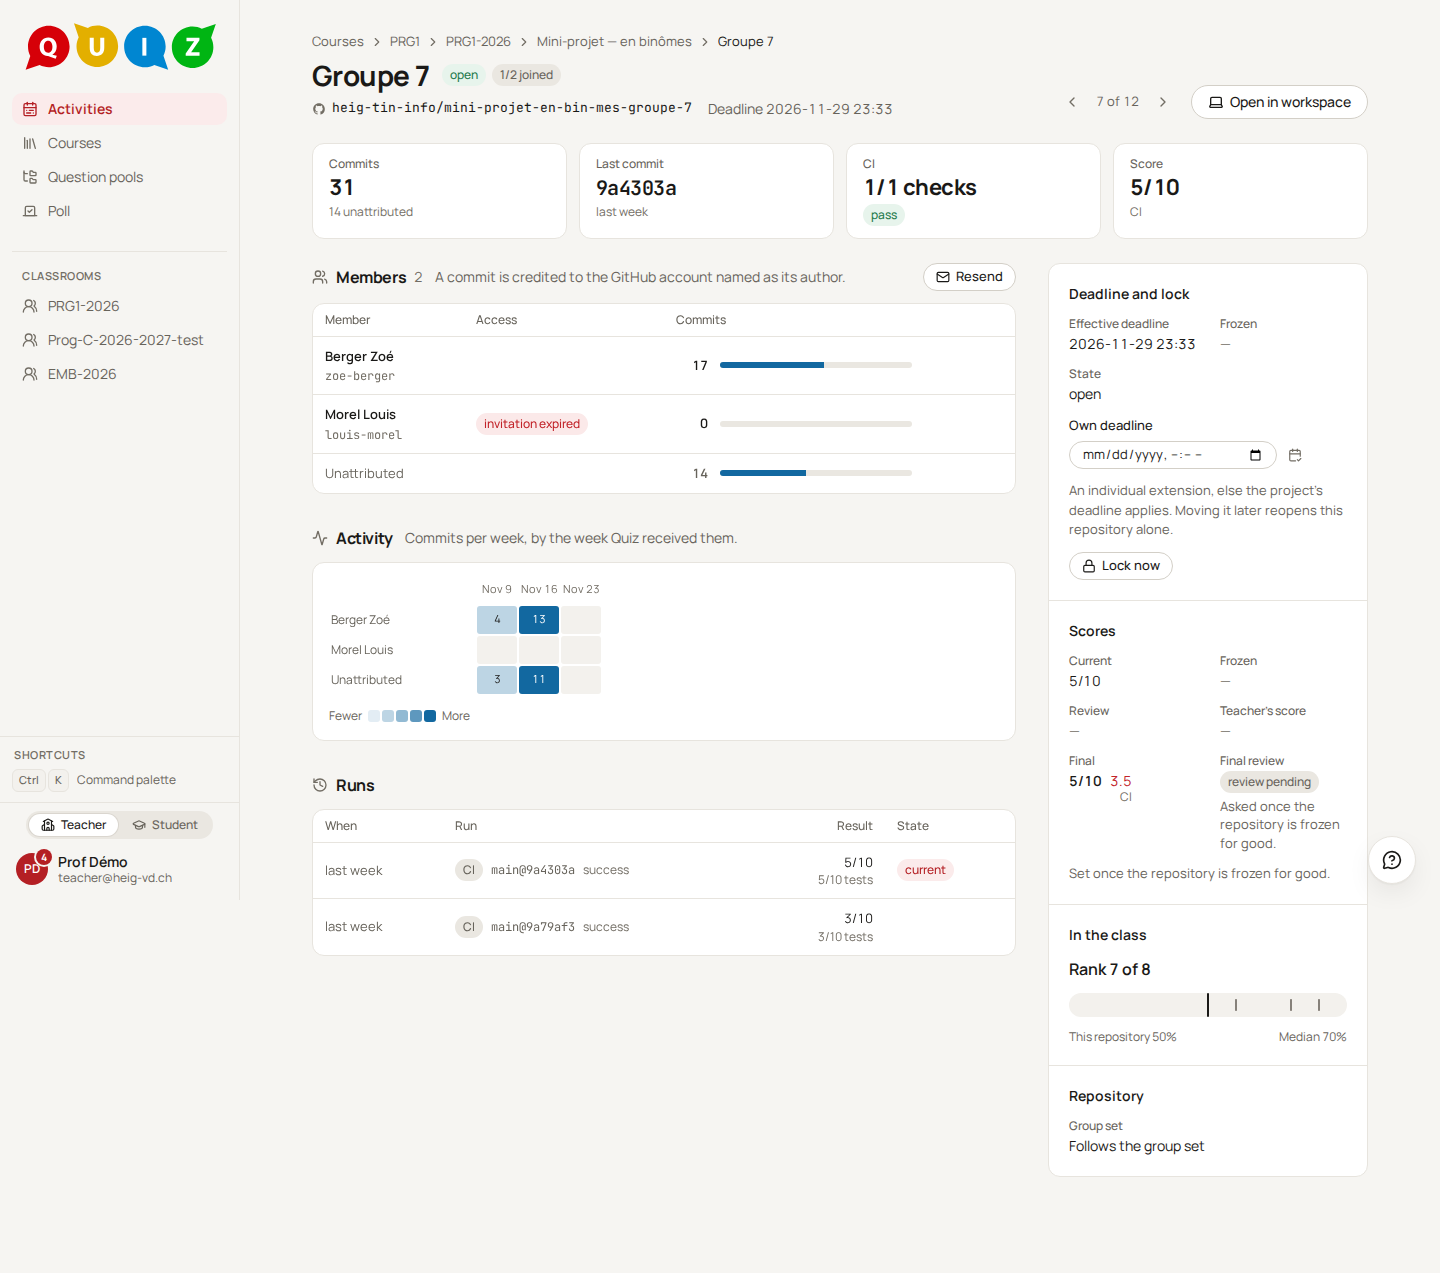 QUIZ
Activities
Courses
Question pools
Poll
CLASSROOMS
PRG1-2026
Prog-C-2026-2027-test
EMB-2026
SHORTCUTS
Ctrl K Command palette
Teacher Student
PD 4 Prof Démo
teacher@heig-vd.ch
Courses > PRG1 > PRG1-2026 > Mini-projet — en binômes > Groupe 7
Groupe 7 open 1/2 joined
heig-tin-info/mini-projet-en-bin-mes-groupe-7 Deadline 2026-11-29 23:33
7 of 12 Open in workspace
Commits
31
14 unattributed
Last commit
9a4303a
last week
CI
1/1 checks
pass
Score
5/10
CI
Members 2 A commit is credited to the GitHub account named as its author. Resend
Member Access Commits
Berger Zoé
zoe-berger
17
Morel Louis
louis-morel
invitation expired 0
Unattributed 14
Activity Commits per week, by the week Quiz received them.
Nov 9 Nov 16 Nov 23
Berger Zoé 4 13
Morel Louis
Unattributed 3 11
Fewer More
Runs
When Run Result State
last week CI main@9a4303a success 5/10 current
5/10 tests
last week CI main@9a79af3 success 3/10
3/10 tests
Deadline and lock
Effective deadline Frozen
2026-11-29 23:33 —
State
open
Own deadline
mm/dd/yyyy, -:-- --
An individual extension, else the project's
deadline applies. Moving it later reopens this
repository alone.
Lock now
Scores
Current Frozen
5/10 —
Review Teacher's score
— —
Final Final review
5/10 3.5 review pending
CI
Asked once the
repository is frozen
for good.
Set once the repository is frozen for good.
In the class
Rank 7 of 8
This repository 50% Median 70%
Repository
Group set
Follows the group set